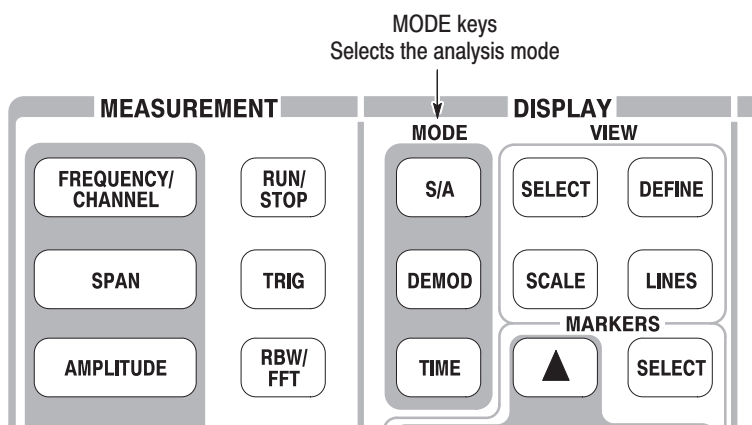 MODE keys
Selects the analysis mode
MEASUREMENT
DISPLAY
MODE
VIEW
FREQUENCY/
CHANNEL
RUN/
STOP
S/A
SELECT
DEFINE
SPAN
TRIG
DEMOD
SCALE
LINES
MARKERS
AMPLITUDE
RBW/
FFT
TIME
SELECT